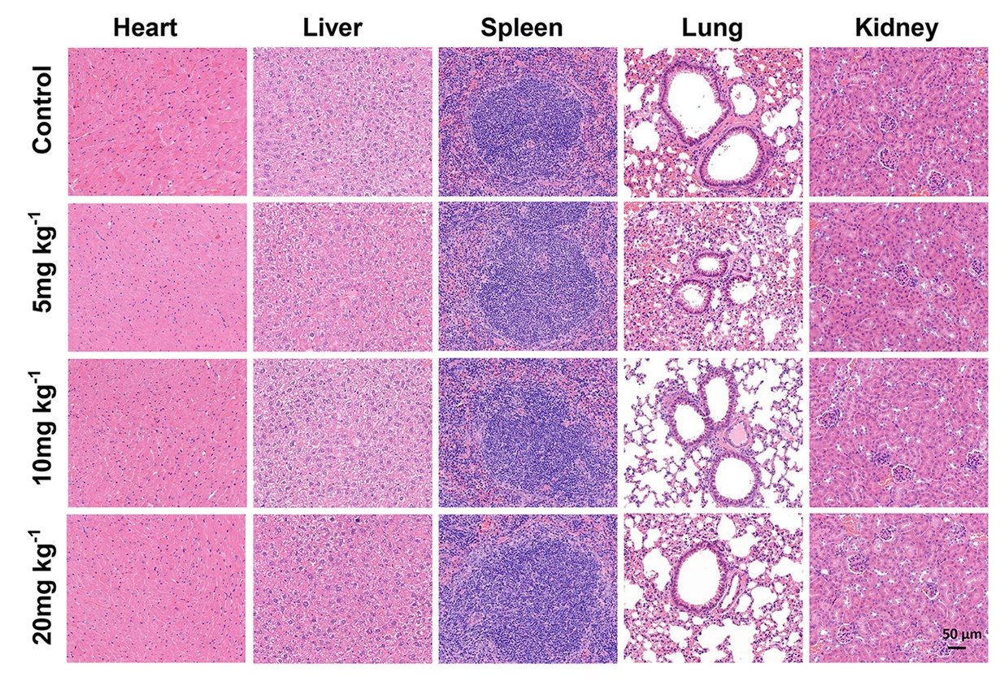 Heart Liver Spleen Lung Kidney
Control
5mg kg⁻¹
10mg kg⁻¹
20mg kg⁻¹
50 µm